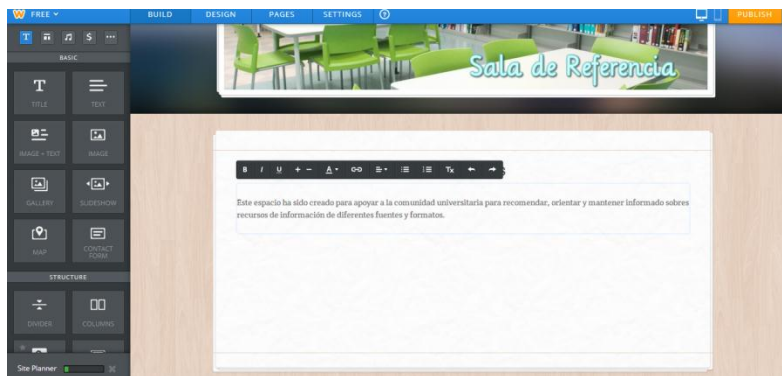 FREE BUILD DESIGN PAGES SETTINGS ? PUBLISH
T $
BASIC
TITLE TEXT
IMAGE + TEXT IMAGE
GALLERY SLIDESHOW
MAP CONTACT FORM
STRUCTURE
DIVIDER COLUMNS
Site Planner
Sala de Referencia
B I U + - A Tx
Este espacio ha sido creado para apoyar a la comunidad universitaria para recomendar, orientar y mantener informado sobres
recursos de información de diferentes fuentes y formatos.